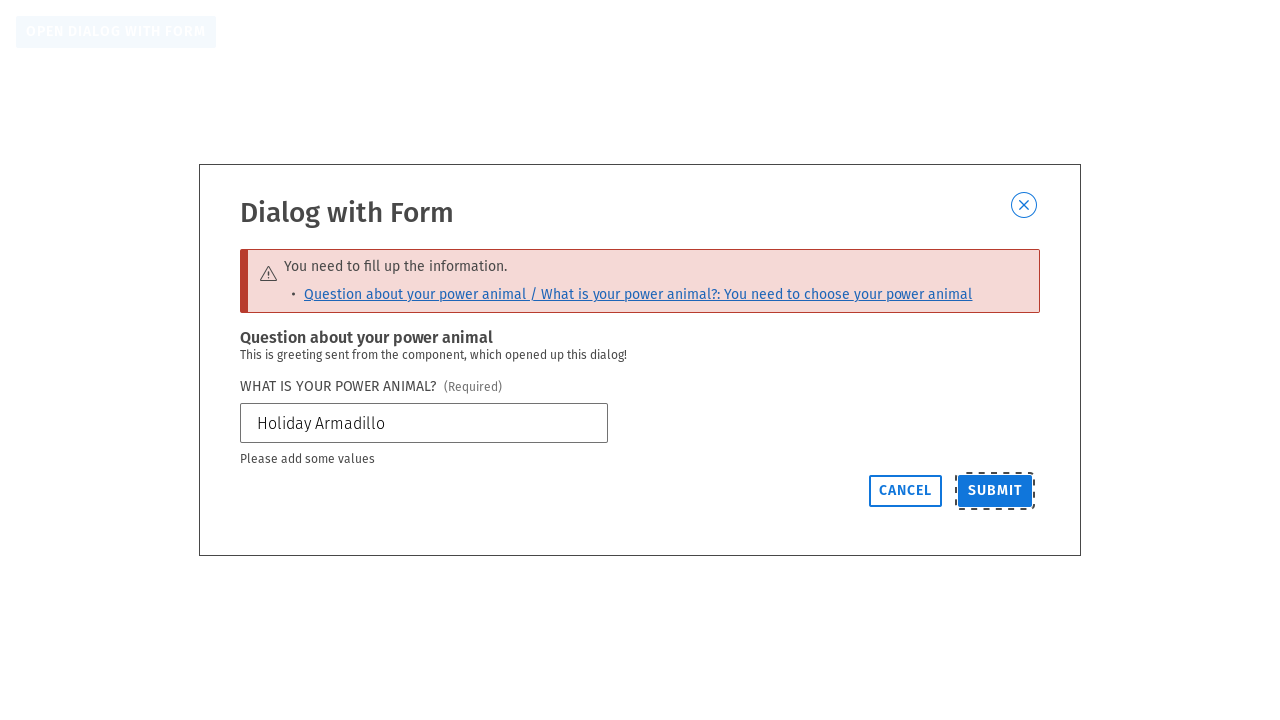 OPEN DIALOG WITH FORM
Dialog with Form
You need to fill up the information.
• Question about your power animal / What is your power animal?: You need to choose your power animal
Question about your power animal
This is greeting sent from the component, which opened up this dialog!
WHAT IS YOUR POWER ANIMAL? (Required)
Holiday Armadillo
Please add some values
CANCEL SUBMIT